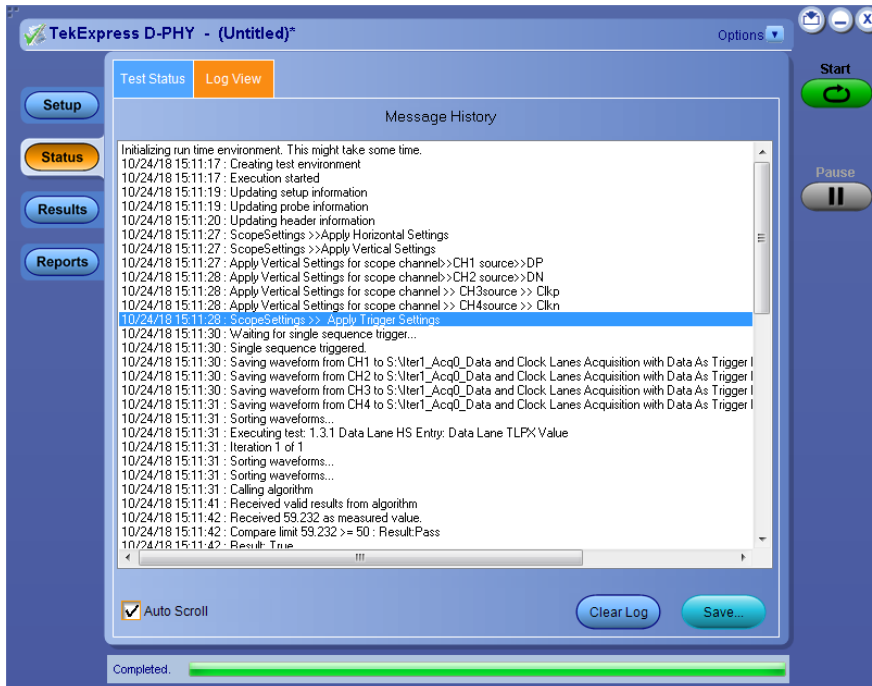 TekExpress D-PHY - (Untitled)*
Options
Start
Test Status
Log View
Setup
Message History
Status
Initializing run time environment. This might take some time.
10/24/18 15:11:17 : Creating test environment
10/24/18 15:11:17 : Execution started
10/24/18 15:11:19 : Updating setup information
10/24/18 15:11:19 : Updating probe information
10/24/18 15:11:20 : Updating header information
10/24/18 15:11:27 : ScopeSettings >>Apply Horizontal Settings
10/24/18 15:11:27 : ScopeSettings >>Apply Vertical Settings
10/24/18 15:11:27 : Apply Vertical Settings for scope channel>>CH1 source>>DP
10/24/18 15:11:28 : Apply Vertical Settings for scope channel>>CH2 source>>DN
10/24/18 15:11:28 : Apply Vertical Settings for scope channel >> CH3source >> Clkp
10/24/18 15:11:28 : Apply Vertical Settings for scope channel >> CH4source >> Clkn
10/24/18 15:11:28 : ScopeSettings >> Apply Trigger Settings
10/24/18 15:11:30 : Waiting for single sequence trigger...
10/24/18 15:11:30 : Single sequence triggered.
10/24/18 15:11:30 : Saving waveform from CH1 to S:\Iter1_Acq0_Data and Clock Lanes Acquisition with Data As Trigger
10/24/18 15:11:30 : Saving waveform from CH2 to S:\Iter1_Acq0_Data and Clock Lanes Acquisition with Data As Trigger
10/24/18 15:11:30 : Saving waveform from CH3 to S:\Iter1_Acq0_Data and Clock Lanes Acquisition with Data As Trigger
10/24/18 15:11:31 : Saving waveform from CH4 to S:\Iter1_Acq0_Data and Clock Lanes Acquisition with Data As Trigger
10/24/18 15:11:31 : Sorting waveforms...
10/24/18 15:11:31 : Executing test: 1.3.1 Data Lane HS Entry: Data Lane TLPX Value
10/24/18 15:11:31 : Iteration 1 of 1
10/24/18 15:11:31 : Sorting waveforms...
10/24/18 15:11:31 : Sorting waveforms...
10/24/18 15:11:31 : Calling algorithm
10/24/18 15:11:41 : Received valid results from algorithm
10/24/18 15:11:42 : Received 59.232 as measured value.
10/24/18 15:11:42 : Compare limit 59.232 >= 50 : Result:Pass
10/24/18 15:11:42 : Result: True
Pause
Results
Reports
Auto Scroll
Clear Log
Save...
Completed.